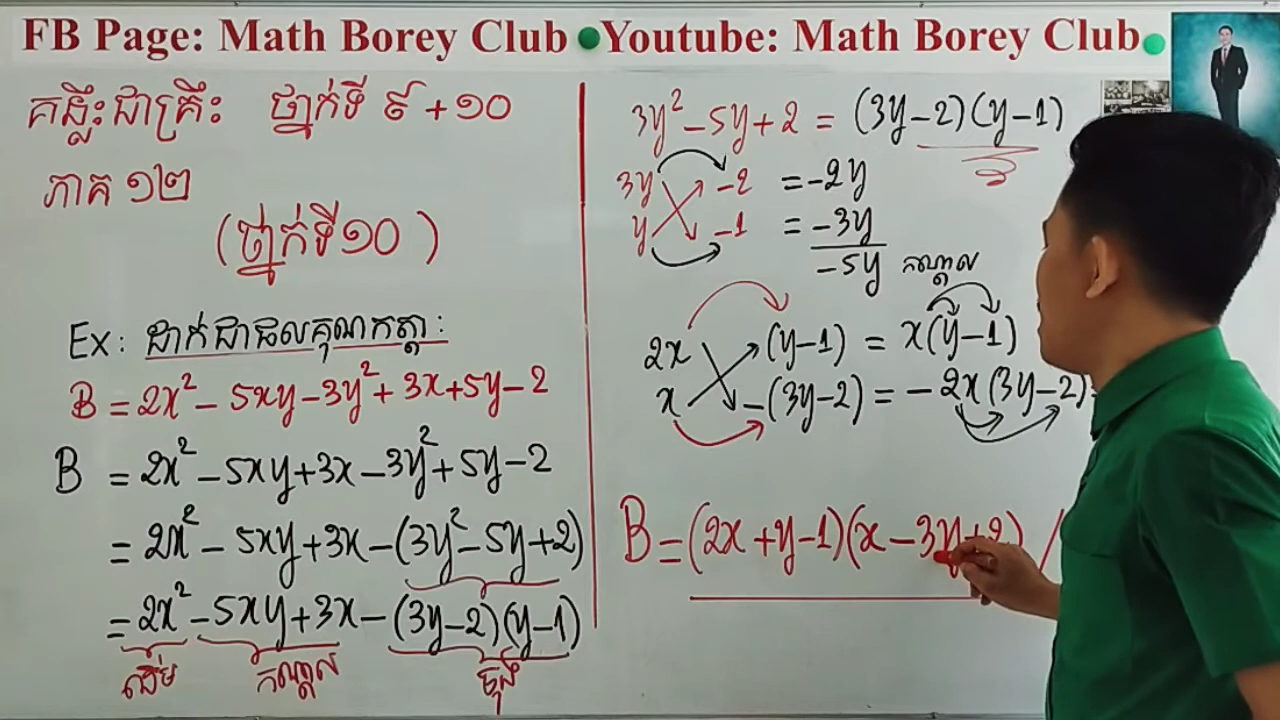 FB Page: Math Borey Club ● Youtube: Math Borey Club
គន្លឹះជាគ្រឹះ ថ្នាក់ទី ៩ + ១០
ភាគ ១២
(ថ្នាក់ទី១០ )
Ex: ដាក់ជាផលគុណកត្តា:
B = 2x² - 5xy - 3y² + 3x + 5y - 2
B = 2x² - 5xy + 3x - 3y² + 5y - 2
= 2x² - 5xy + 3x - (3y² - 5y + 2)
= 2x² - 5xy + 3x - (3y - 2)(y - 1)
ដើម កណ្តាល ចុង
3y² - 5y + 2 = (3y - 2)(y - 1)
3y -2 = -2y
y -1 = -3y
-5y កណ្តាល
2x (y - 1) = x(y - 1)
x -(3y - 2) = - 2x(3y - 2)
B = (2x + y - 1)(x - 3y + 2)